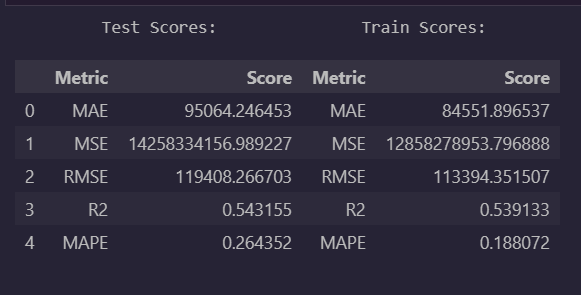 Test Scores: Train Scores:
Metric Score Metric Score
0 MAE 95064.246453 MAE 84551.896537
1 MSE 14258334156.989227 MSE 12858278953.796888
2 RMSE 119408.266703 RMSE 113394.351507
3 R2 0.543155 R2 0.539133
4 MAPE 0.264352 MAPE 0.188072